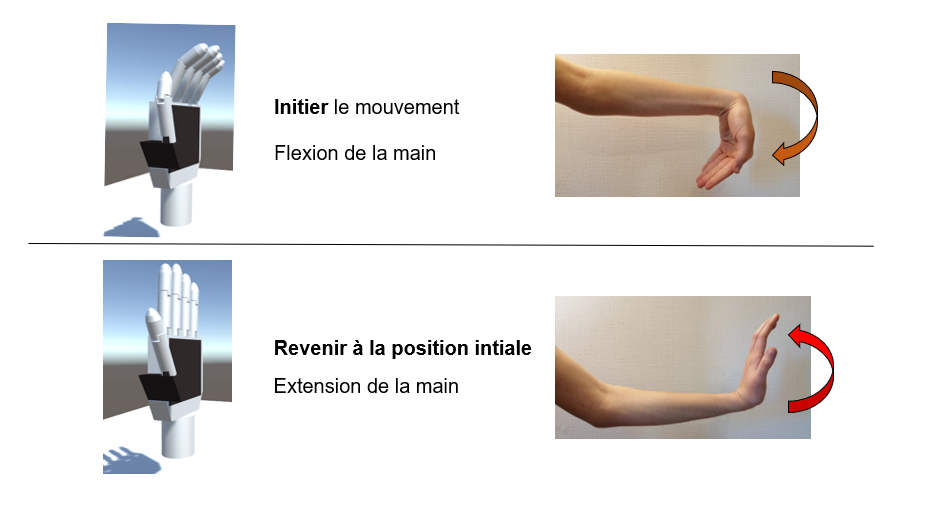 Initier le mouvement
Flexion de la main
Revenir à la position intiale
Extension de la main